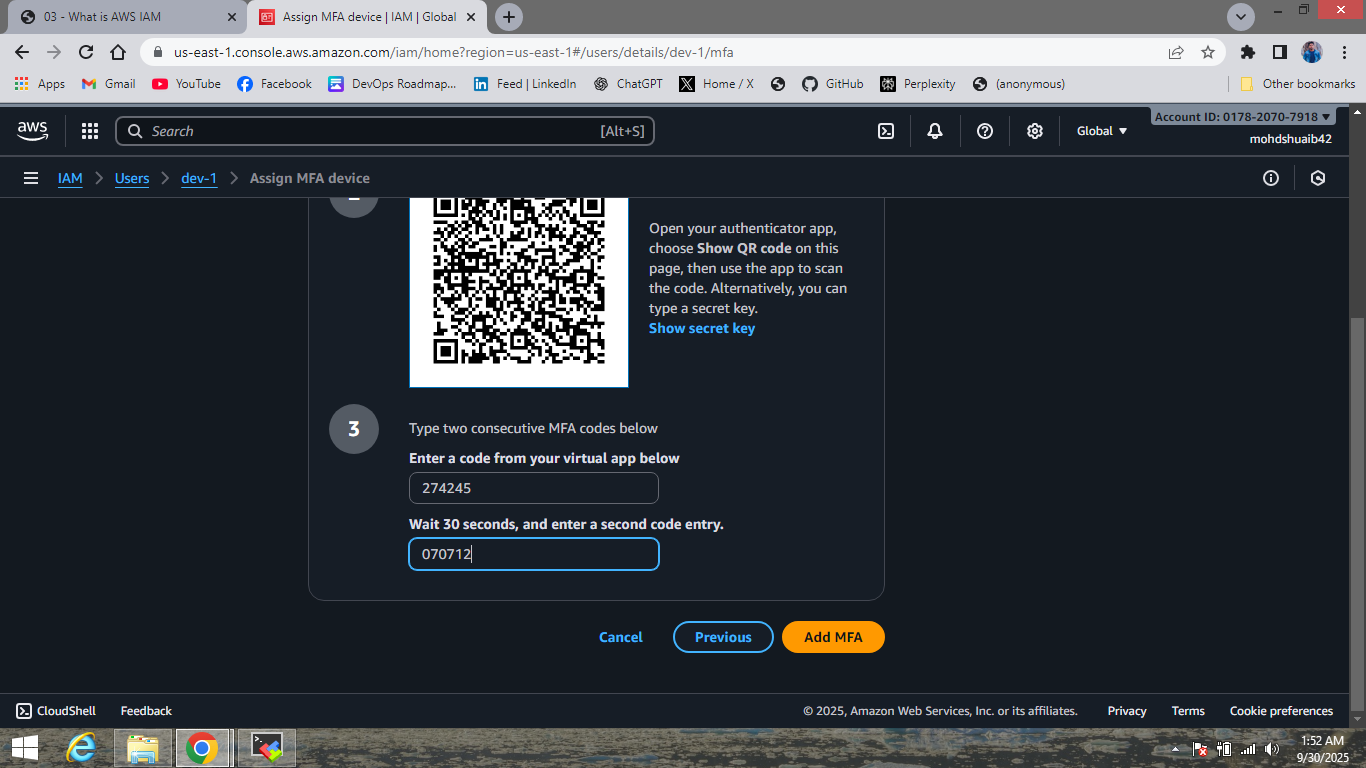 03 - What is AWS IAM
Assign MFA device | IAM | Global
us-east-1.console.aws.amazon.com/iam/home?region=us-east-1#/users/details/dev-1/mfa
Apps Gmail YouTube Facebook DevOps Roadmap... Feed | LinkedIn ChatGPT Home / X GitHub Perplexity (anonymous) Other bookmarks
aws Search [Alt+S] Global Account ID: 0178-2070-7918
mohdshuaib42
IAM Users dev-1 Assign MFA device
Open your authenticator app,
choose Show QR code on this
page, then use the app to scan
the code. Alternatively, you can
type a secret key.
Show secret key
3 Type two consecutive MFA codes below
Enter a code from your virtual app below
274245
Wait 30 seconds, and enter a second code entry.
070712
Cancel Previous Add MFA
CloudShell Feedback © 2025, Amazon Web Services, Inc. or its affiliates. Privacy Terms Cookie preferences
1:52 AM
9/30/2025